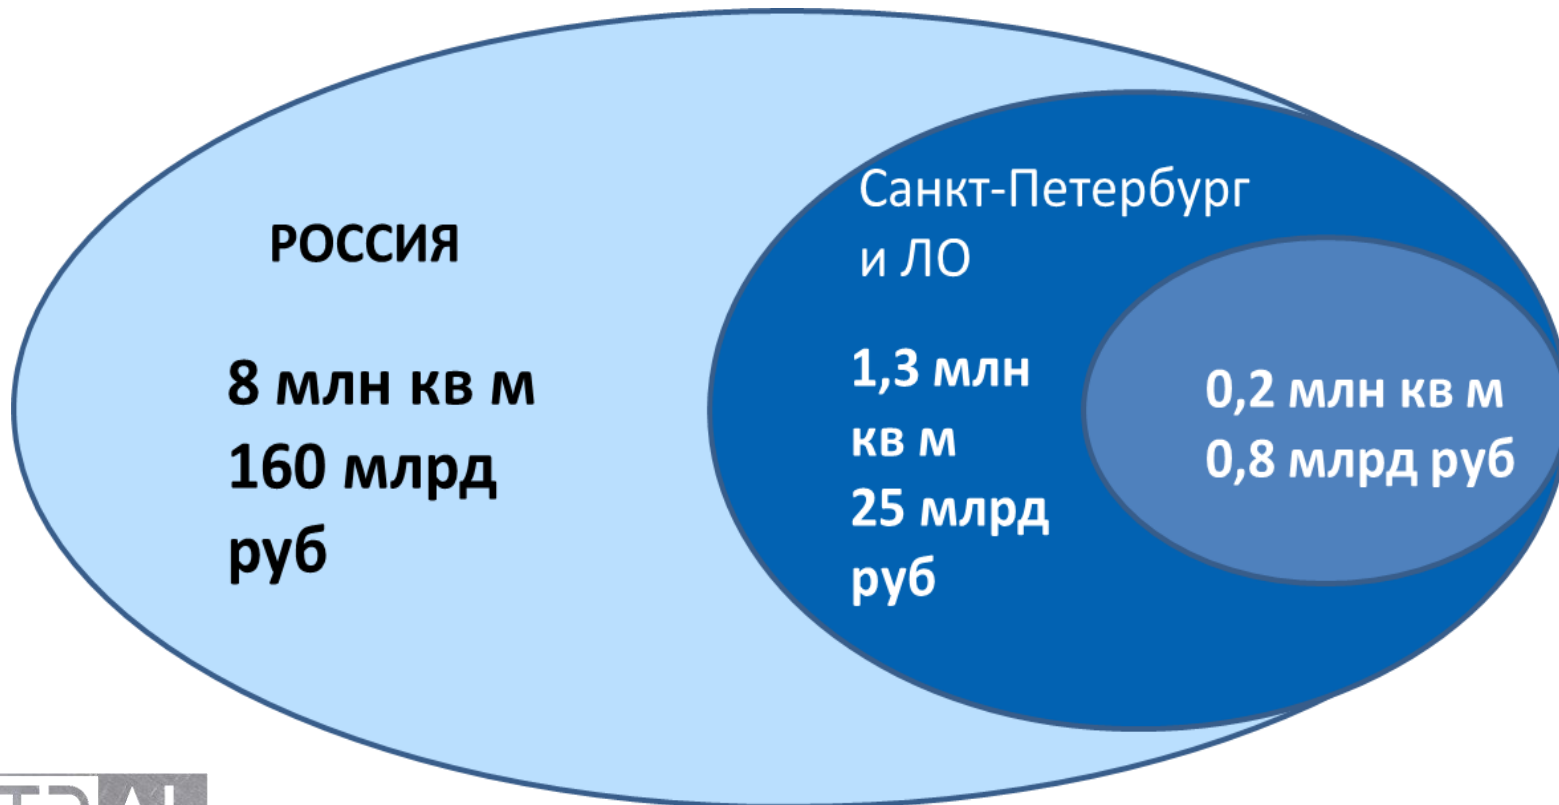 РОССИЯ
8 млн кв м
160 млрд
руб
Санкт-Петербург
и ЛО
1,3 млн
кв м
25 млрд
руб
0,2 млн кв м
0,8 млрд руб